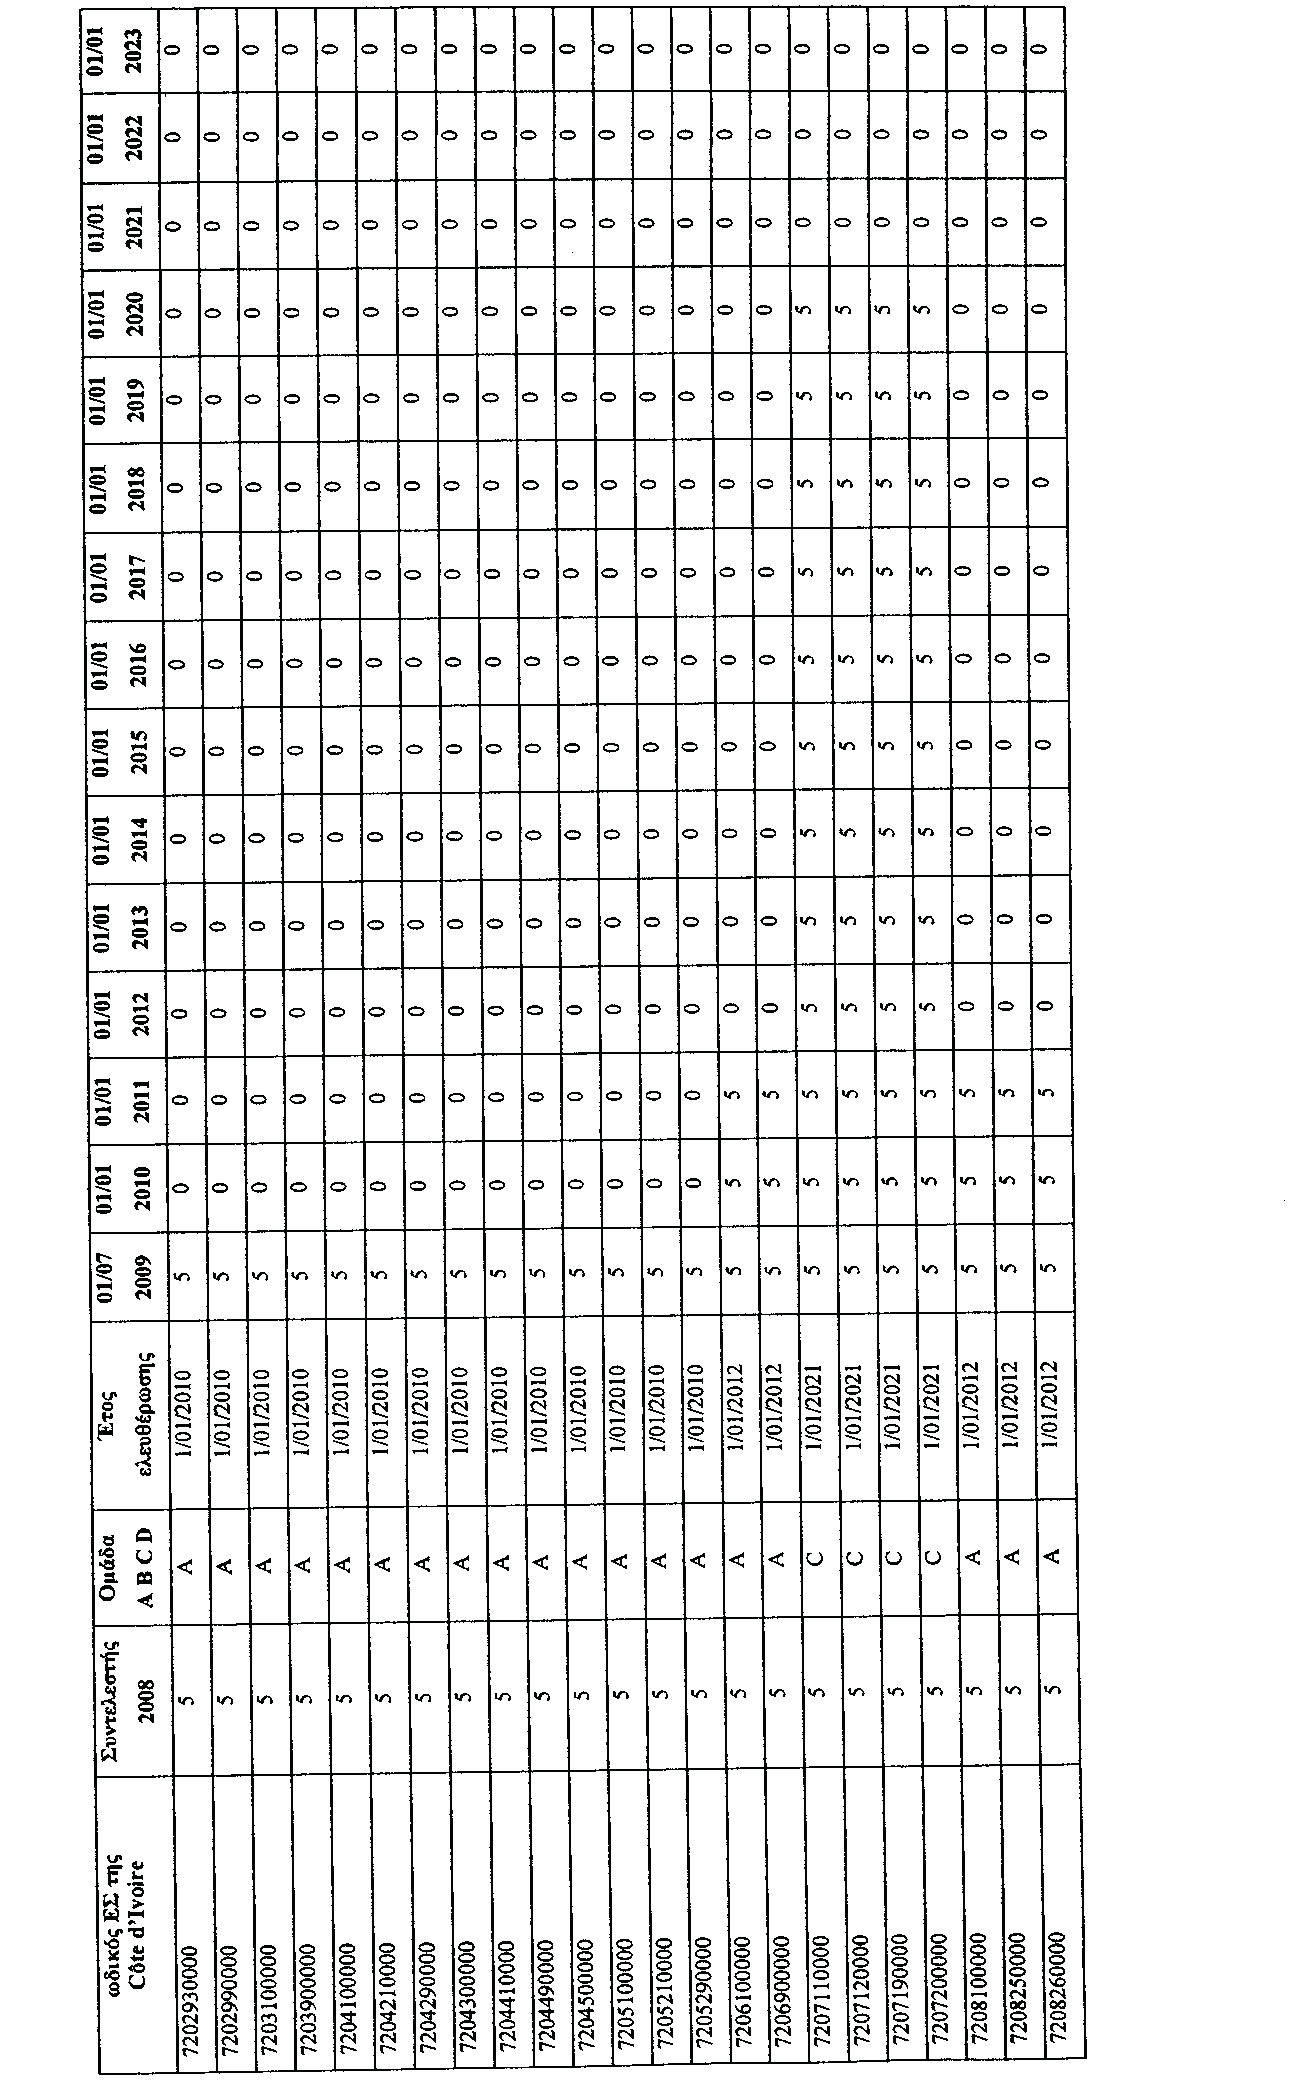 ωδικός ΕΣ της Συντελεστής Ομάδα Έτος 01/07 01/01 01/01 01/01 01/01 01/01 01/01 01/01 01/01 01/01 01/01 01/01 01/01 01/01 01/01
Côte d'Ivoire 2008 A B C D ελευθέρωσης 2009 2010 2011 2012 2013 2014 2015 2016 2017 2018 2019 2020 2021 2022 2023
7202930000 5 A 1/01/2010 5 0 0 0 0 0 0 0 0 0 0 0 0 0 0
7202990000 5 A 1/01/2010 5 0 0 0 0 0 0 0 0 0 0 0 0 0 0
7203100000 5 A 1/01/2010 5 0 0 0 0 0 0 0 0 0 0 0 0 0 0
7203900000 5 A 1/01/2010 5 0 0 0 0 0 0 0 0 0 0 0 0 0 0
7204100000 5 A 1/01/2010 5 0 0 0 0 0 0 0 0 0 0 0 0 0 0
7204210000 5 A 1/01/2010 5 0 0 0 0 0 0 0 0 0 0 0 0 0 0
7204290000 5 A 1/01/2010 5 0 0 0 0 0 0 0 0 0 0 0 0 0 0
7204300000 5 A 1/01/2010 5 0 0 0 0 0 0 0 0 0 0 0 0 0 0
7204410000 5 A 1/01/2010 5 0 0 0 0 0 0 0 0 0 0 0 0 0 0
7204490000 5 A 1/01/2010 5 0 0 0 0 0 0 0 0 0 0 0 0 0 0
7204500000 5 A 1/01/2010 5 0 0 0 0 0 0 0 0 0 0 0 0 0 0
7205100000 5 A 1/01/2010 5 0 0 0 0 0 0 0 0 0 0 0 0 0 0
7205210000 5 A 1/01/2010 5 0 0 0 0 0 0 0 0 0 0 0 0 0 0
7205290000 5 A 1/01/2010 5 0 0 0 0 0 0 0 0 0 0 0 0 0 0
7206100000 5 A 1/01/2012 5 5 5 0 0 0 0 0 0 0 0 0 0 0 0
7206900000 5 A 1/01/2012 5 5 5 0 0 0 0 0 0 0 0 0 0 0 0
7207110000 5 C 1/01/2021 5 5 5 5 5 5 5 5 5 5 5 5 0 0 0
7207120000 5 C 1/01/2021 5 5 5 5 5 5 5 5 5 5 5 5 0 0 0
7207190000 5 C 1/01/2021 5 5 5 5 5 5 5 5 5 5 5 5 0 0 0
7207200000 5 C 1/01/2021 5 5 5 5 5 5 5 5 5 5 5 5 0 0 0
7208100000 5 A 1/01/2012 5 5 5 0 0 0 0 0 0 0 0 0 0 0 0
7208250000 5 A 1/01/2012 5 5 5 0 0 0 0 0 0 0 0 0 0 0 0
7208260000 5 A 1/01/2012 5 5 5 0 0 0 0 0 0 0 0 0 0 0 0